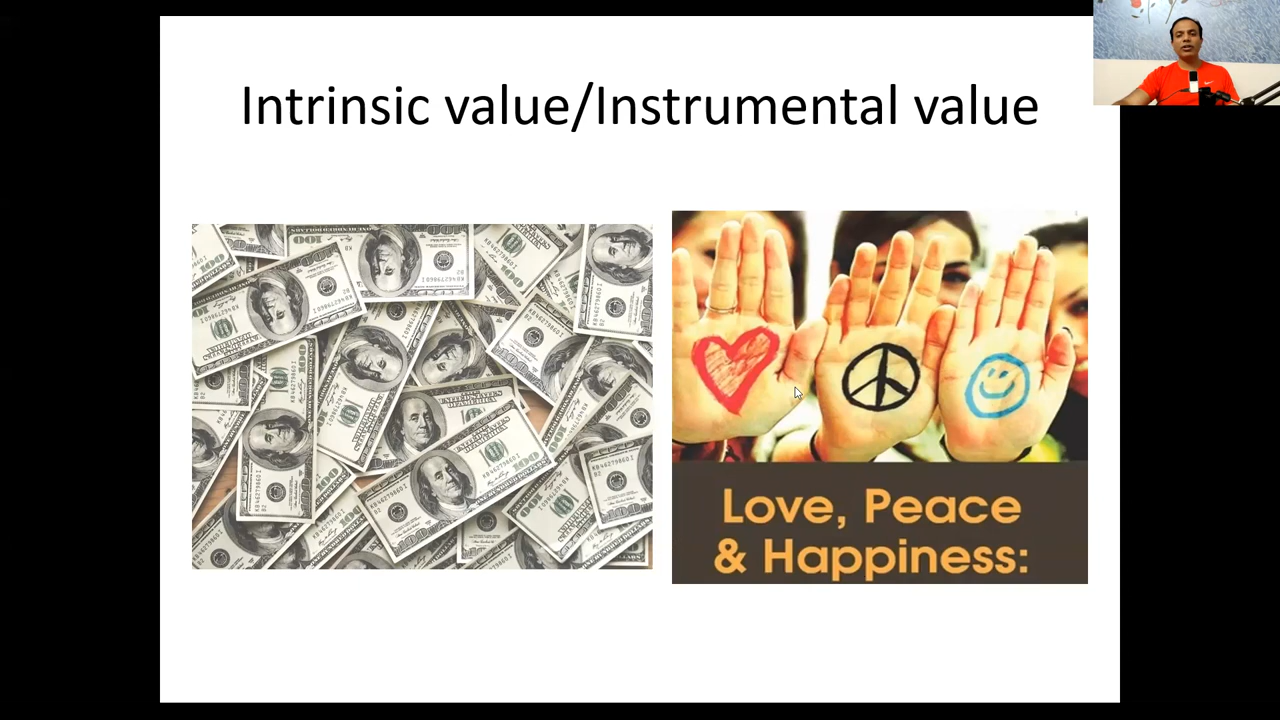 Intrinsic value/Instrumental value
Love, Peace
& Happiness: